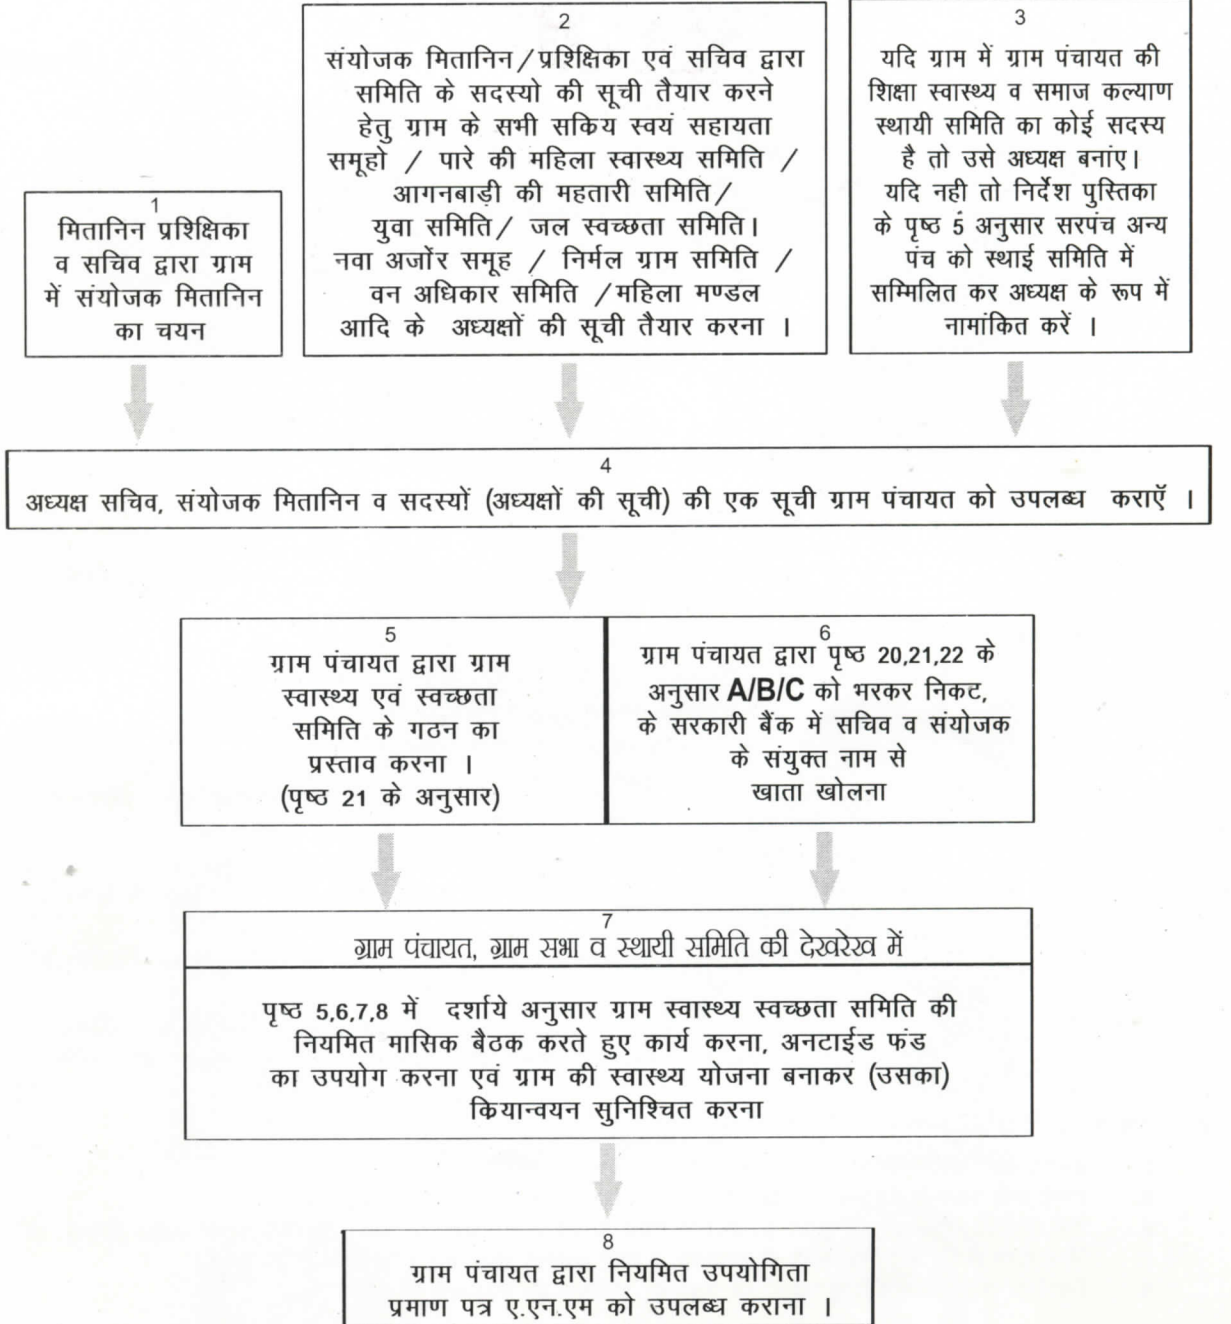 1
मितानिन प्रशिक्षिका
व सचिव द्वारा ग्राम
में संयोजक मितानिन
का चयन
2
संयोजक मितानिन/प्रशिक्षिका एवं सचिव द्वारा
समिति के सदस्यो की सूची तैयार करने
हेतु ग्राम के सभी सकिय स्वयं सहायता
समूहो / पारे की महिला स्वास्थ्य समिति /
आगनबाड़ी की महतारी समिति/
युवा समिति/ जल स्वच्छता समिति।
नवा अजोंर समूह / निर्मल ग्राम समिति /
वन अधिकार समिति /महिला मण्डल
आदि के अध्यक्षों की सूची तैयार करना ।
3
यदि ग्राम में ग्राम पंचायत की
शिक्षा स्वास्थ्य व समाज कल्याण
स्थायी समिति का कोई सदस्य
है तो उसे अध्यक्ष बनांए।
यदि नही तो निर्देश पुस्तिका
के पृष्ठ 5 अनुसार सरपंच अन्य
पंच को स्थाई समिति में
सम्मिलित कर अध्यक्ष के रूप में
नामांकित करें ।
4
अध्यक्ष सचिव, संयोजक मितानिन व सदस्यों (अध्यक्षों की सूची) की एक सूची ग्राम पंचायत को उपलब्ध कराऍ ।
5
ग्राम पंचायत द्वारा ग्राम
स्वास्थ्य एवं स्वच्छता
समिति के गठन का
प्रस्ताव करना ।
(पृष्ठ 21 के अनुसार)
6
ग्राम पंचायत द्वारा पृष्ठ 20,21,22 के
अनुसार A/B/C को भरकर निकट,
के सरकारी बैंक में सचिव व संयोजक
के संयुक्त नाम से
खाता खोलना
7
ग्राम पंचायत, ग्राम सभा व स्थायी समिति की देखरेख में
पृष्ठ 5,6,7,8 में दर्शाये अनुसार ग्राम स्वास्थ्य स्वच्छता समिति की
नियमित मासिक बैठक करते हुए कार्य करना, अनटाईड फंड
का उपयोग करना एवं ग्राम की स्वास्थ्य योजना बनाकर (उसका)
कियान्वयन सुनिश्चित करना
8
ग्राम पंचायत द्वारा नियमित उपयोगिता
प्रमाण पत्र ए.एन.एम को उपलब्ध कराना ।